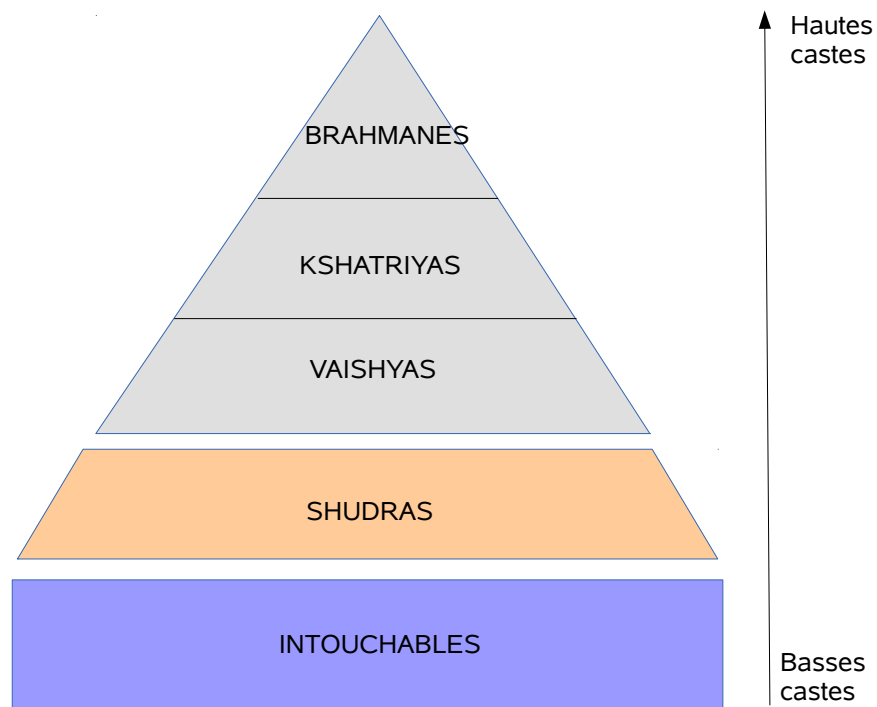 Hautes
castes
BRAHMANES
KSHATRIYAS
VAISHYAS
SHUDRAS
INTOUCHABLES
Basses
castes